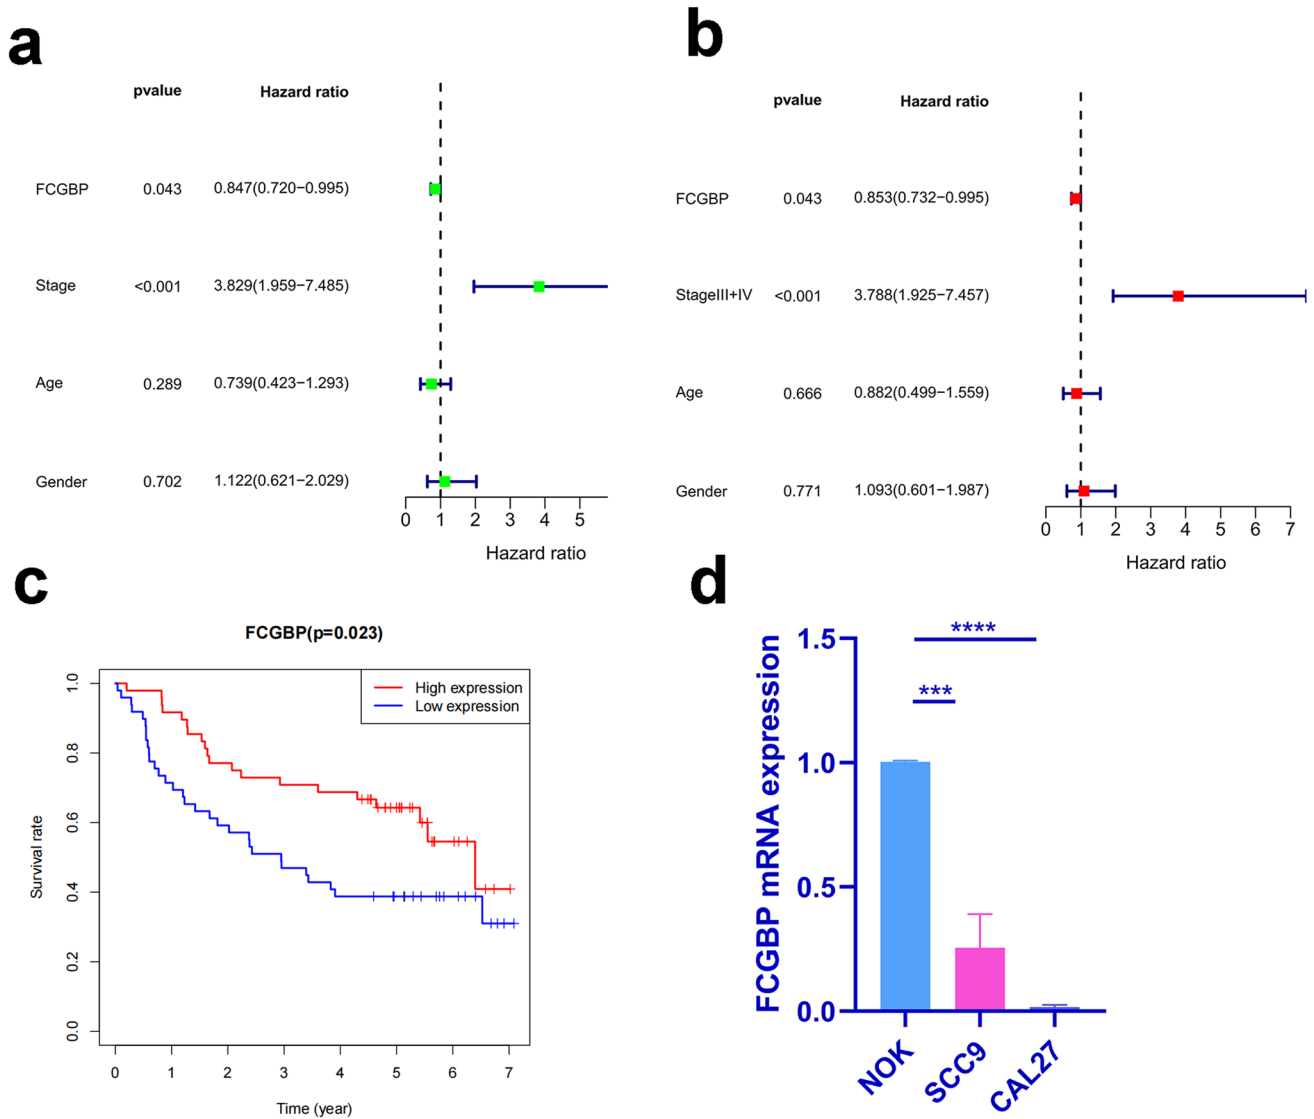 a
pvalue Hazard ratio
FCGBP 0.043 0.847(0.720−0.995)
Stage <0.001 3.829(1.959−7.485)
Age 0.289 0.739(0.423−1.293)
Gender 0.702 1.122(0.621−2.029)
0 1 2 3 4 5
Hazard ratio
b
pvalue Hazard ratio
FCGBP 0.043 0.853(0.732−0.995)
StageIII+IV <0.001 3.788(1.925−7.457)
Age 0.666 0.882(0.499−1.559)
Gender 0.771 1.093(0.601−1.987)
0 1 2 3 4 5 6 7
Hazard ratio
c
FCGBP(p=0.023)
High expression
Low expression
Survival rate
1.0
0.8
0.6
0.4
0.2
0.0
0 1 2 3 4 5 6 7
Time (year)
d
FCGBP mRNA expression
1.5
1.0
0.5
0.0
****
***
NOK
SCC9
CAL27